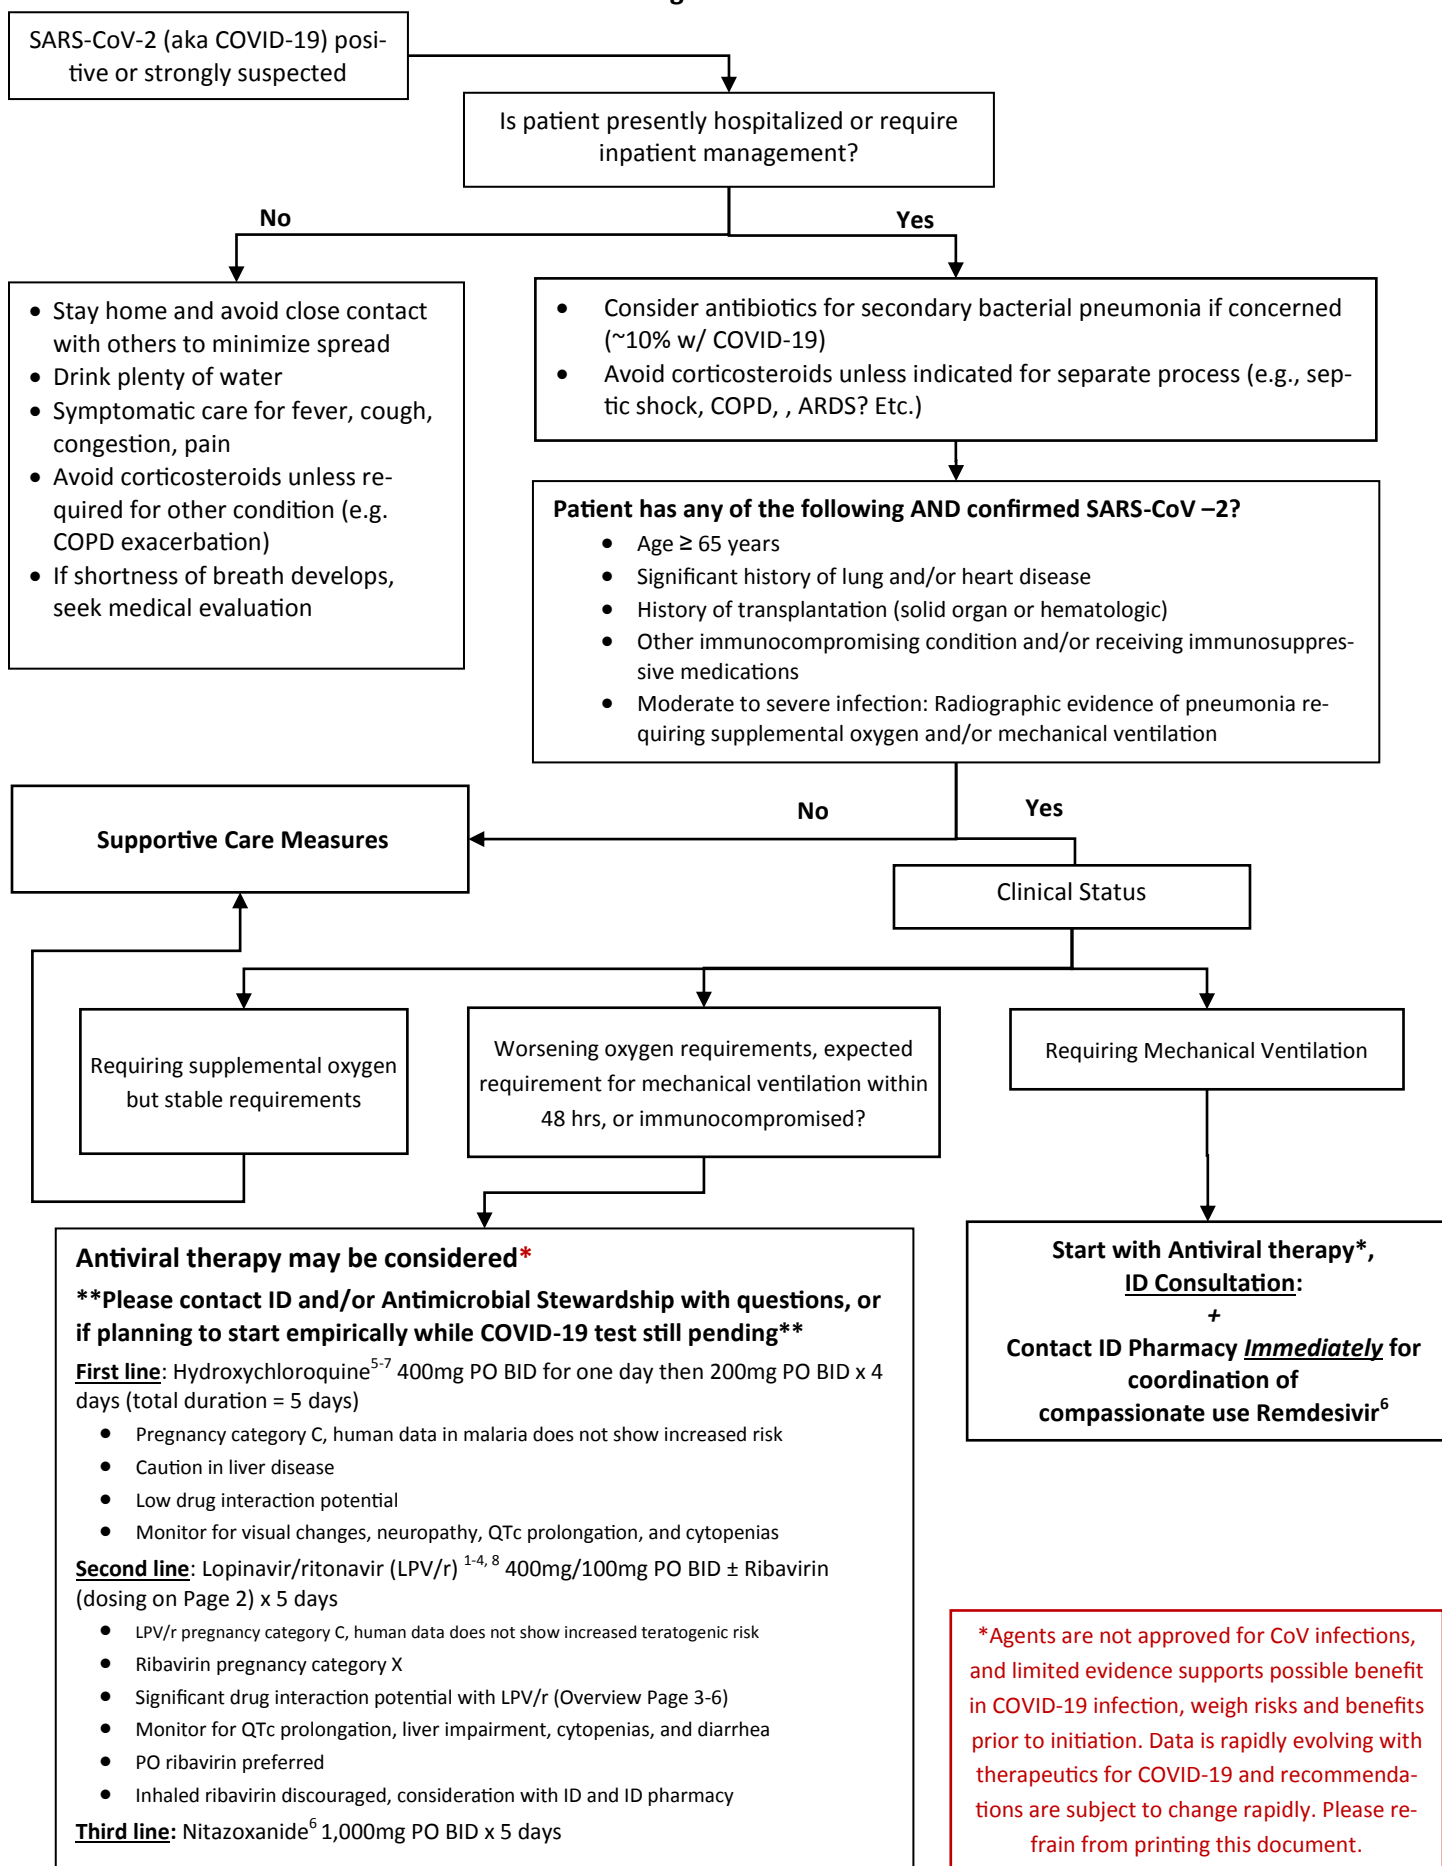 SARS-CoV-2 (aka COVID-19) posi-
tive or strongly suspected
Is patient presently hospitalized or require
inpatient management?
No
Yes
• Stay home and avoid close contact
with others to minimize spread
• Drink plenty of water
• Symptomatic care for fever, cough,
congestion, pain
• Avoid corticosteroids unless re-
quired for other condition (e.g.
COPD exacerbation)
• If shortness of breath develops,
seek medical evaluation
• Consider antibiotics for secondary bacterial pneumonia if concerned
(~10% w/ COVID-19)
• Avoid corticosteroids unless indicated for separate process (e.g., sep-
tic shock, COPD, , ARDS? Etc.)
Patient has any of the following AND confirmed SARS-CoV –2?
• Age ≥ 65 years
• Significant history of lung and/or heart disease
• History of transplantation (solid organ or hematologic)
• Other immunocompromising condition and/or receiving immunosuppres-
sive medications
• Moderate to severe infection: Radiographic evidence of pneumonia re-
quiring supplemental oxygen and/or mechanical ventilation
No
Yes
Supportive Care Measures
Clinical Status
Requiring supplemental oxygen
but stable requirements
Worsening oxygen requirements, expected
requirement for mechanical ventilation within
48 hrs, or immunocompromised?
Requiring Mechanical Ventilation
Antiviral therapy may be considered*
**Please contact ID and/or Antimicrobial Stewardship with questions, or
if planning to start empirically while COVID-19 test still pending**
First line: Hydroxychloroquine5-7 400mg PO BID for one day then 200mg PO BID x 4
days (total duration = 5 days)
• Pregnancy category C, human data in malaria does not show increased risk
• Caution in liver disease
• Low drug interaction potential
• Monitor for visual changes, neuropathy, QTc prolongation, and cytopenias
Second line: Lopinavir/ritonavir (LPV/r) 1-4, 8 400mg/100mg PO BID ± Ribavirin
(dosing on Page 2) x 5 days
• LPV/r pregnancy category C, human data does not show increased teratogenic risk
• Ribavirin pregnancy category X
• Significant drug interaction potential with LPV/r (Overview Page 3-6)
• Monitor for QTc prolongation, liver impairment, cytopenias, and diarrhea
• PO ribavirin preferred
• Inhaled ribavirin discouraged, consideration with ID and ID pharmacy
Third line: Nitazoxanide6 1,000mg PO BID x 5 days
Start with Antiviral therapy*,
ID Consultation:
+
Contact ID Pharmacy Immediately for
coordination of
compassionate use Remdesivir6
*Agents are not approved for CoV infections,
and limited evidence supports possible benefit
in COVID-19 infection, weigh risks and benefits
prior to initiation. Data is rapidly evolving with
therapeutics for COVID-19 and recommenda-
tions are subject to change rapidly. Please re-
frain from printing this document.